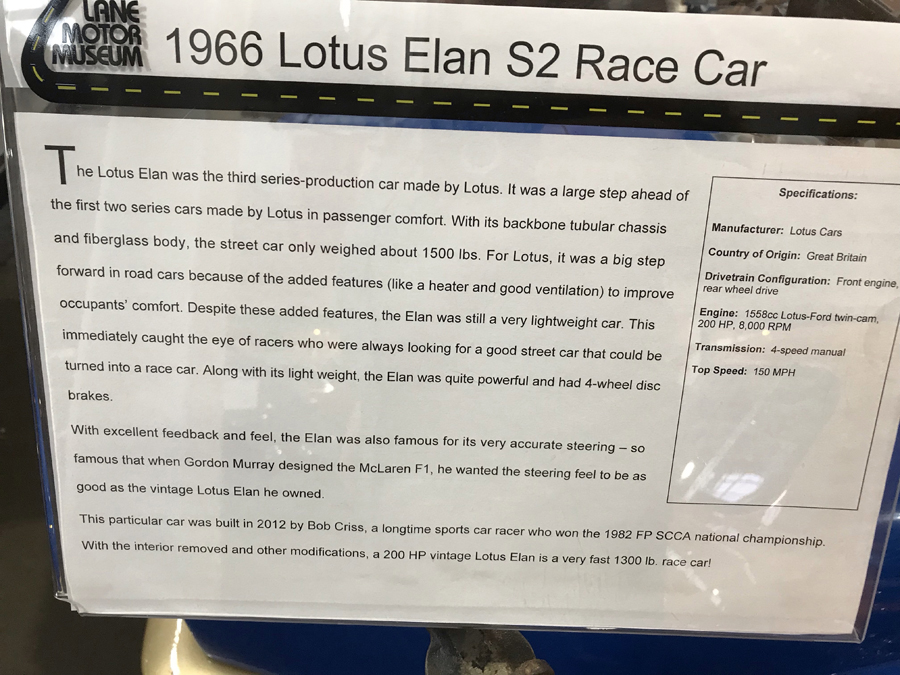 LANE
MOTOR
MUSEUM
1966 Lotus Elan S2 Race Car
The Lotus Elan was the third series-production car made by Lotus. It was a large step ahead of
the first two series cars made by Lotus in passenger comfort. With its backbone tubular chassis
and fiberglass body, the street car only weighed about 1500 lbs. For Lotus, it was a big step
forward in road cars because of the added features (like a heater and good ventilation) to improve
occupants' comfort. Despite these added features, the Elan was still a very lightweight car. This
immediately caught the eye of racers who were always looking for a good street car that could be
turned into a race car. Along with its light weight, the Elan was quite powerful and had 4-wheel disc
brakes.
With excellent feedback and feel, the Elan was also famous for its very accurate steering – so
famous that when Gordon Murray designed the McLaren F1, he wanted the steering feel to be as
good as the vintage Lotus Elan he owned.
This particular car was built in 2012 by Bob Criss, a longtime sports car racer who won the 1982 FP SCCA national championship.
With the interior removed and other modifications, a 200 HP vintage Lotus Elan is a very fast 1300 lb. race car!
Specifications:
Manufacturer: Lotus Cars
Country of Origin: Great Britain
Drivetrain Configuration: Front engine,
rear wheel drive
Engine: 1558cc Lotus-Ford twin-cam,
200 HP, 8,000 RPM
Transmission: 4-speed manual
Top Speed: 150 MPH